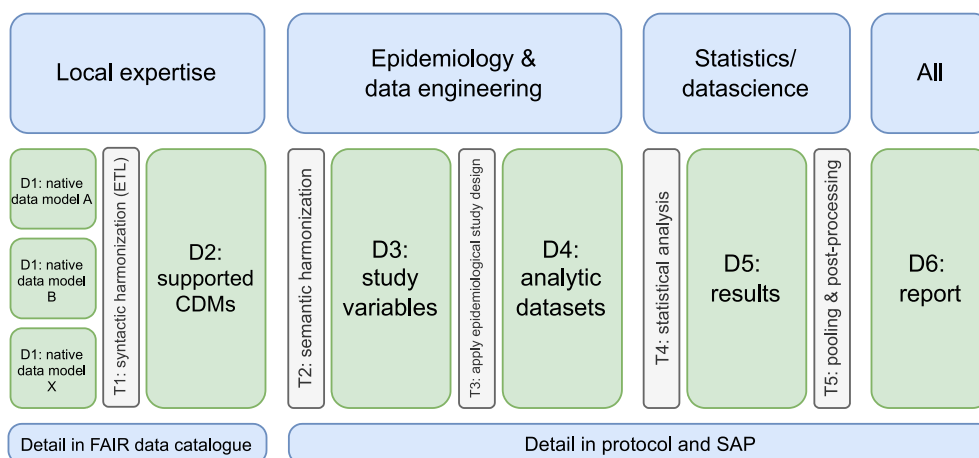 Local expertise
Epidemiology &
data engineering
Statistics/
datascience
All
D1: native
data model A
D1: native
data model
B
D1: native
data model
X
T1: syntactic harmonization (ETL)
D2:
supported
CDMs
T2: semantic harmonization
D3:
study
variables
T3: apply epidemiological study design
D4:
analytic
datasets
T4: statistical analysis
D5:
results
T5: pooling & post-processing
D6:
report
Detail in FAIR data catalogue
Detail in protocol and SAP